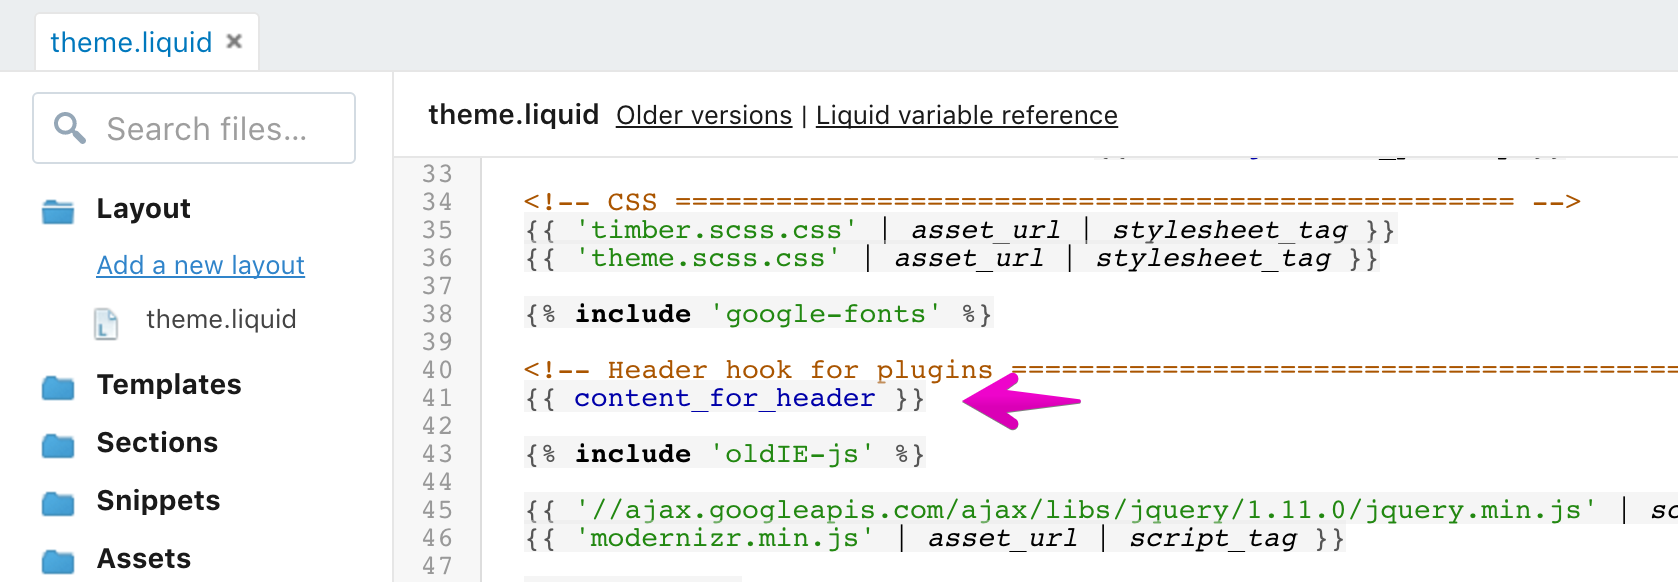 theme.liquid ×
Search files...
Layout
Add a new layout
theme.liquid
Templates
Sections
Snippets
Assets
theme.liquid Older versions | Liquid variable reference
33
34 <!-- CSS ================================================== -->
35 {{ 'timber.scss.css' | asset_url | stylesheet_tag }}
36 {{ 'theme.scss.css' | asset_url | stylesheet_tag }}
37
38 {% include 'google-fonts' %}
39
40 <!-- Header hook for plugins ========================================
41 {{ content_for_header }}
42
43 {% include 'oldIE-js' %}
44
45 {{ '//ajax.googleapis.com/ajax/libs/jquery/1.11.0/jquery.min.js' | sc
46 {{ 'modernizr.min.js' | asset_url | script_tag }}
47